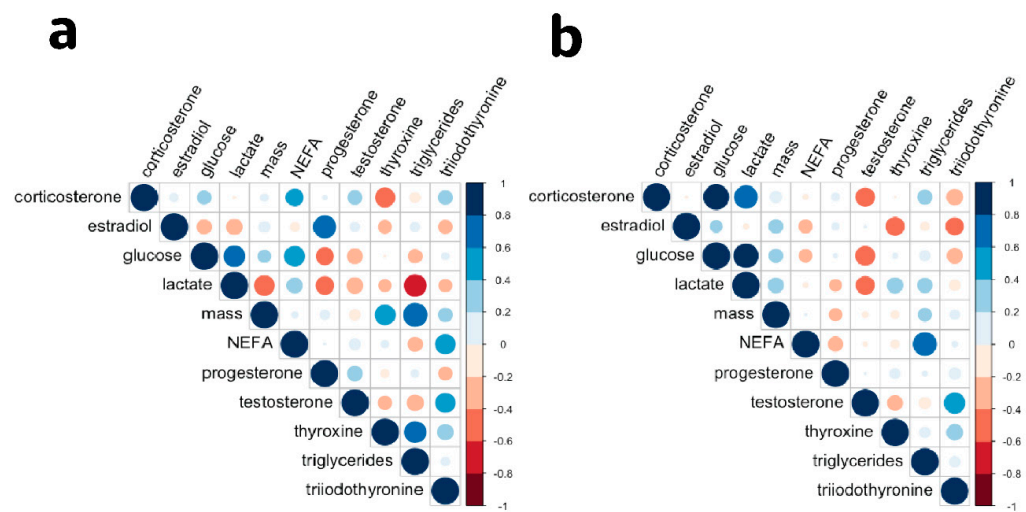 a
corticosterone
estradiol
glucose
lactate
mass
NEFA
progesterone
testosterone
thyroxine
triglycerides
triiodothyronine
corticosterone
estradiol
glucose
lactate
mass
NEFA
progesterone
testosterone
thyroxine
triglycerides
triiodothyronine
1
0.8
0.6
0.4
0.2
0
-0.2
-0.4
-0.6
-0.8
-1
b
corticosterone
estradiol
glucose
lactate
mass
NEFA
progesterone
testosterone
thyroxine
triglycerides
triiodothyronine
corticosterone
estradiol
glucose
lactate
mass
NEFA
progesterone
testosterone
thyroxine
triglycerides
triiodothyronine
1
0.8
0.6
0.4
0.2
0
-0.2
-0.4
-0.6
-0.8
-1